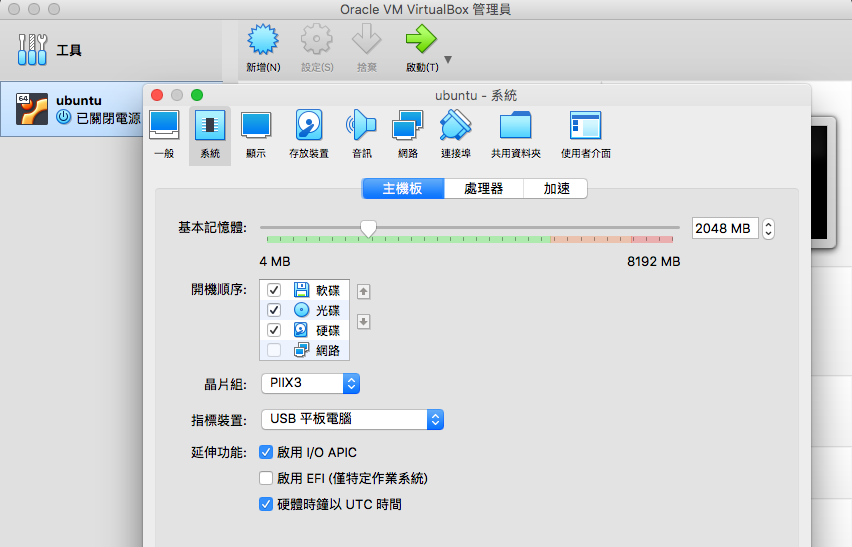 Oracle VM VirtualBox 管理員
工具
新增(N) 設定(S) 捨棄 啟動(T)
64
ubuntu
已關閉電源
ubuntu - 系統
一般 系統 顯示 存放裝置 音訊 網路 連接埠 共用資料夾 使用者介面
主機板 處理器 加速
基本記憶體: 2048 MB
4 MB 8192 MB
開機順序: 軟碟
光碟
硬碟
網路
晶片組: PIIX3
指標裝置: USB 平板電腦
延伸功能: 啟用 I/O APIC
啟用 EFI (僅特定作業系統)
硬體時鐘以 UTC 時間